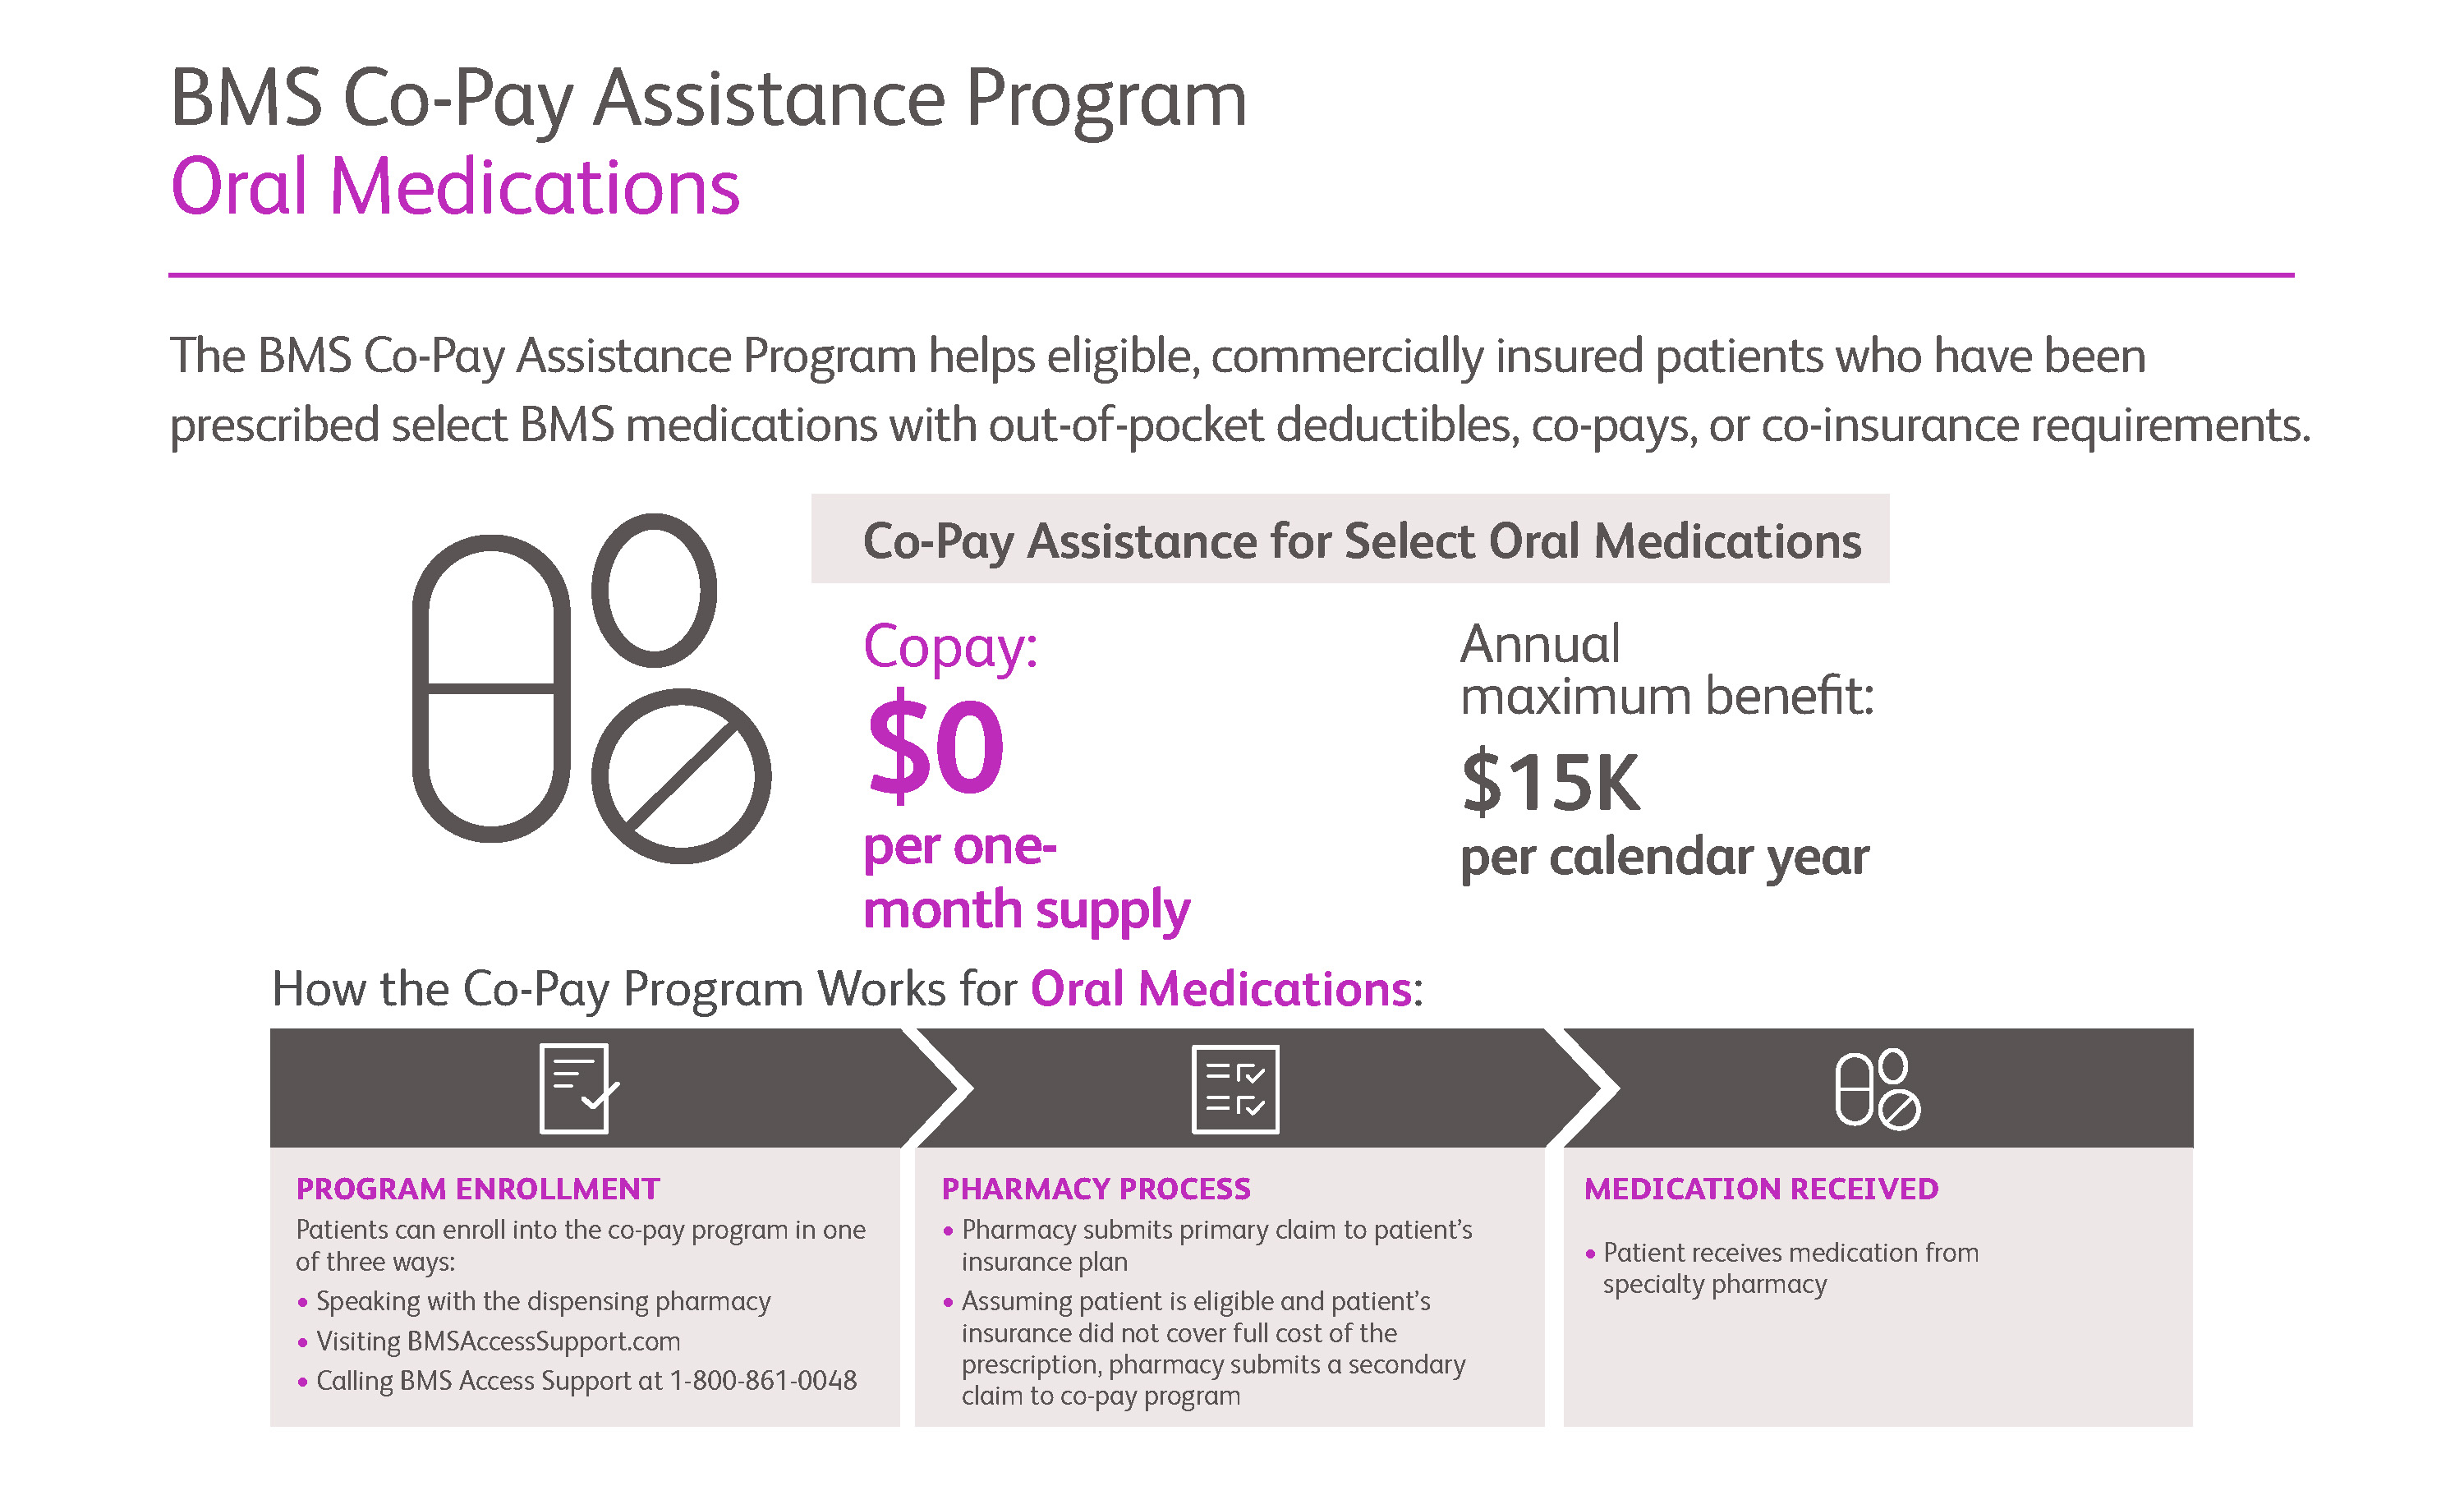 BMS Co-Pay Assistance Program
Oral Medications
The BMS Co-Pay Assistance Program helps eligible, commercially insured patients who have been
prescribed select BMS medications with out-of-pocket deductibles, co-pays, or co-insurance requirements.
Co-Pay Assistance for Select Oral Medications
Copay:
$0
per one-
month supply
Annual
maximum benefit:
$15K
per calendar year
How the Co-Pay Program Works for Oral Medications:
PROGRAM ENROLLMENT
Patients can enroll into the co-pay program in one
of three ways:
• Speaking with the dispensing pharmacy
• Visiting BMSAccessSupport.com
• Calling BMS Access Support at 1-800-861-0048
PHARMACY PROCESS
• Pharmacy submits primary claim to patient’s
insurance plan
• Assuming patient is eligible and patient’s
insurance did not cover full cost of the
prescription, pharmacy submits a secondary
claim to co-pay program
MEDICATION RECEIVED
• Patient receives medication from
specialty pharmacy